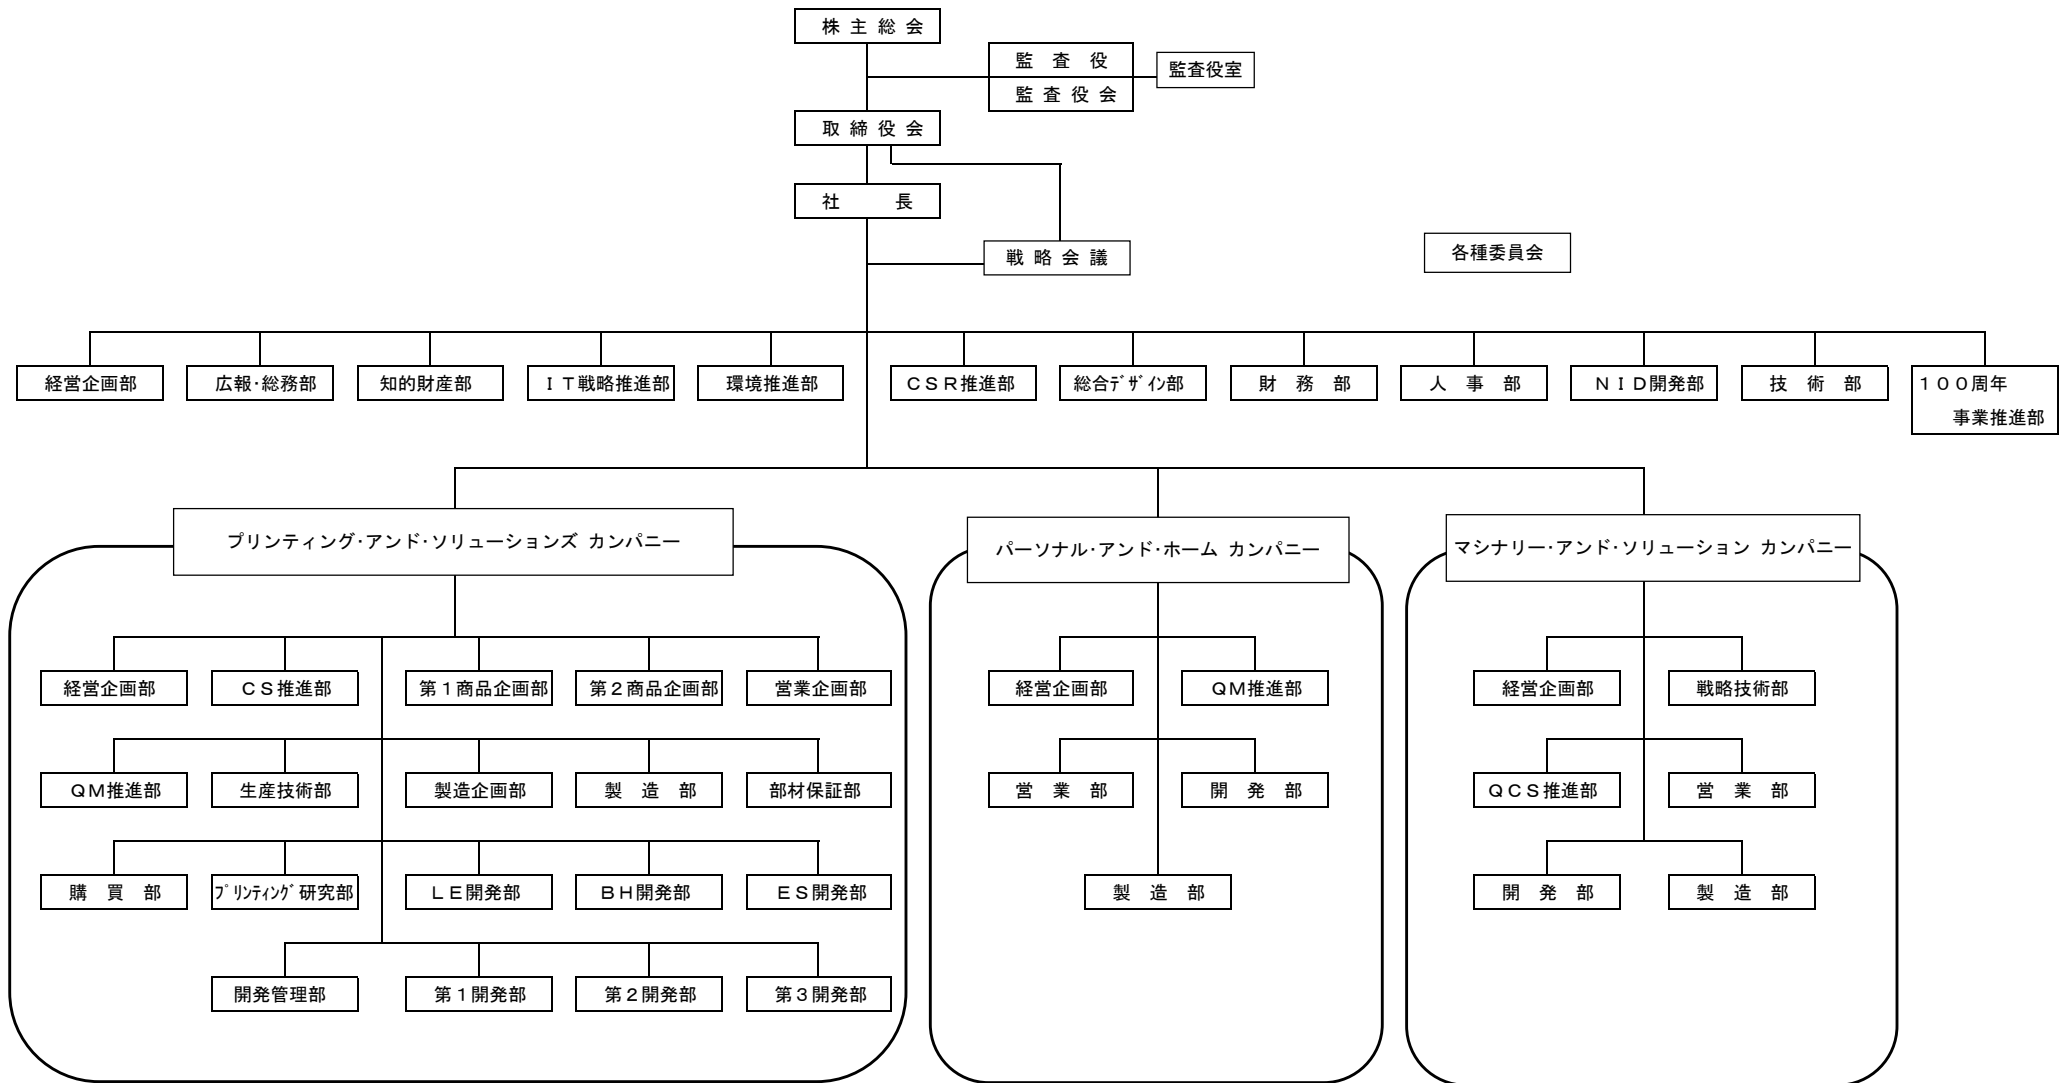 株主総会
監査役
監査役室
監査役会
取締役会
社長
戦略会議
各種委員会
経営企画部
広報・総務部
知的財産部
ＩＴ戦略推進部
環境推進部
ＣＳＲ推進部
総合ﾃﾞｻﾞｲﾝ部
財務部
人事部
ＮＩＤ開発部
技術部
１００周年
事業推進部
プリンティング・アンド・ソリューションズ カンパニー
経営企画部
ＣＳ推進部
第１商品企画部
第２商品企画部
営業企画部
ＱＭ推進部
生産技術部
製造企画部
製造部
部材保証部
購買部
ﾌﾟﾘﾝﾃｨﾝｸﾞ研究部
ＬＥ開発部
ＢＨ開発部
ＥＳ開発部
開発管理部
第１開発部
第２開発部
第３開発部
パーソナル・アンド・ホーム カンパニー
経営企画部
ＱＭ推進部
営業部
開発部
製造部
マシナリー・アンド・ソリューション カンパニー
経営企画部
戦略技術部
ＱＣＳ推進部
営業部
開発部
製造部